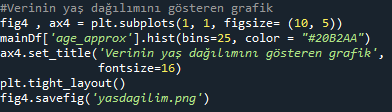 #Verinin yaş dağılımını gösteren grafik
fig4 , ax4 = plt.subplots(1, 1, figsize= (10, 5))
mainDf['age_approx'].hist(bins=25, color = "#20B2AA")
ax4.set_title('Verinin yaş dağılımını gösteren grafik',
fontsize=16)
plt.tight_layout()
fig4.savefig('yasdagilim.png')